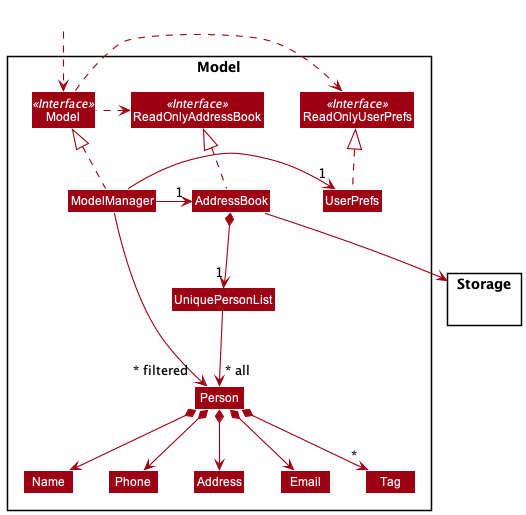 Model
«Interface»
Model
«Interface»
ReadOnlyAddressBook
«Interface»
ReadOnlyUserPrefs
ModelManager
1
AddressBook
1
UserPrefs
1
UniquePersonList
Storage
* filtered
* all
Person
*
Name
Phone
Address
Email
Tag